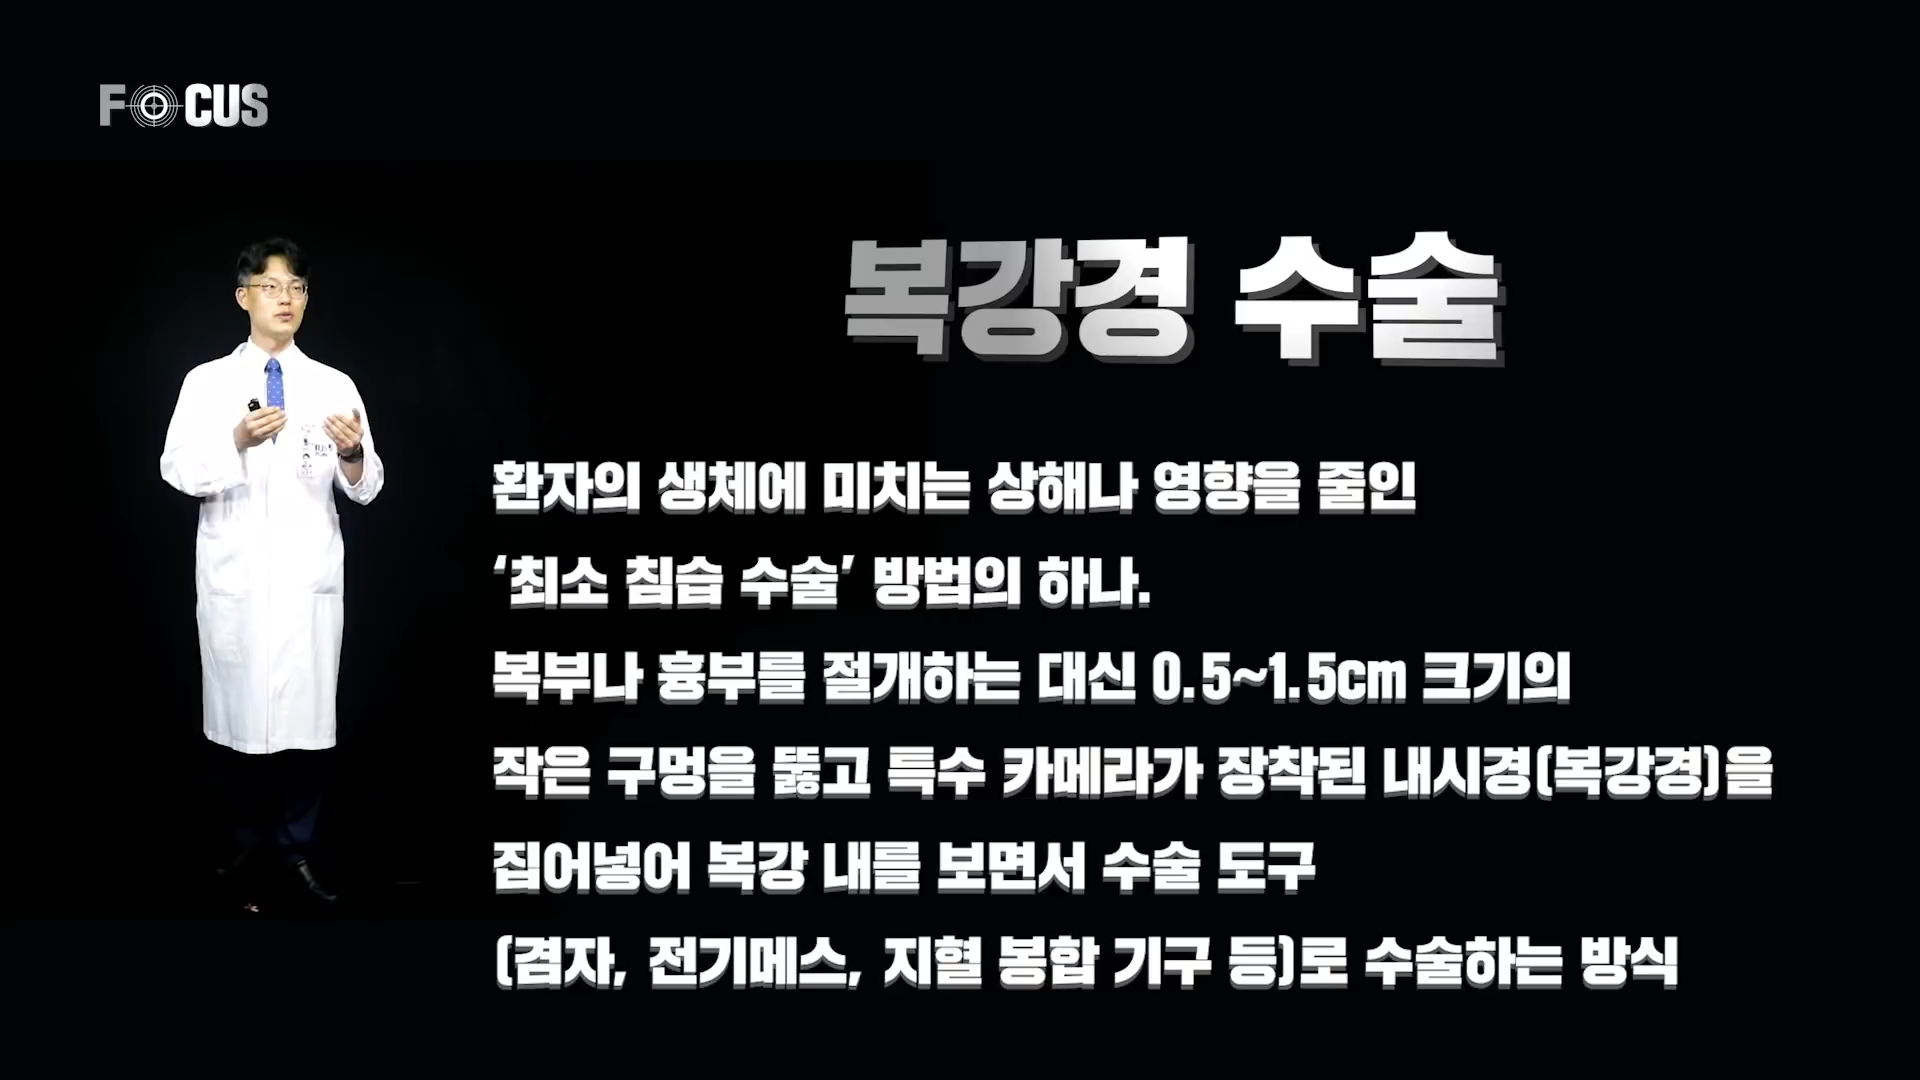 FOCUS
복강경 수술
환자의 생체에 미치는 상해나 영향을 줄인
‘최소 침습 수술’ 방법의 하나.
복부나 흉부를 절개하는 대신 0.5~1.5cm 크기의
작은 구멍을 뚫고 특수 카메라가 장착된 내시경(복강경)을
집어넣어 복강 내를 보면서 수술 도구
(겸자, 전기메스, 지혈 봉합 기구 등)로 수술하는 방식